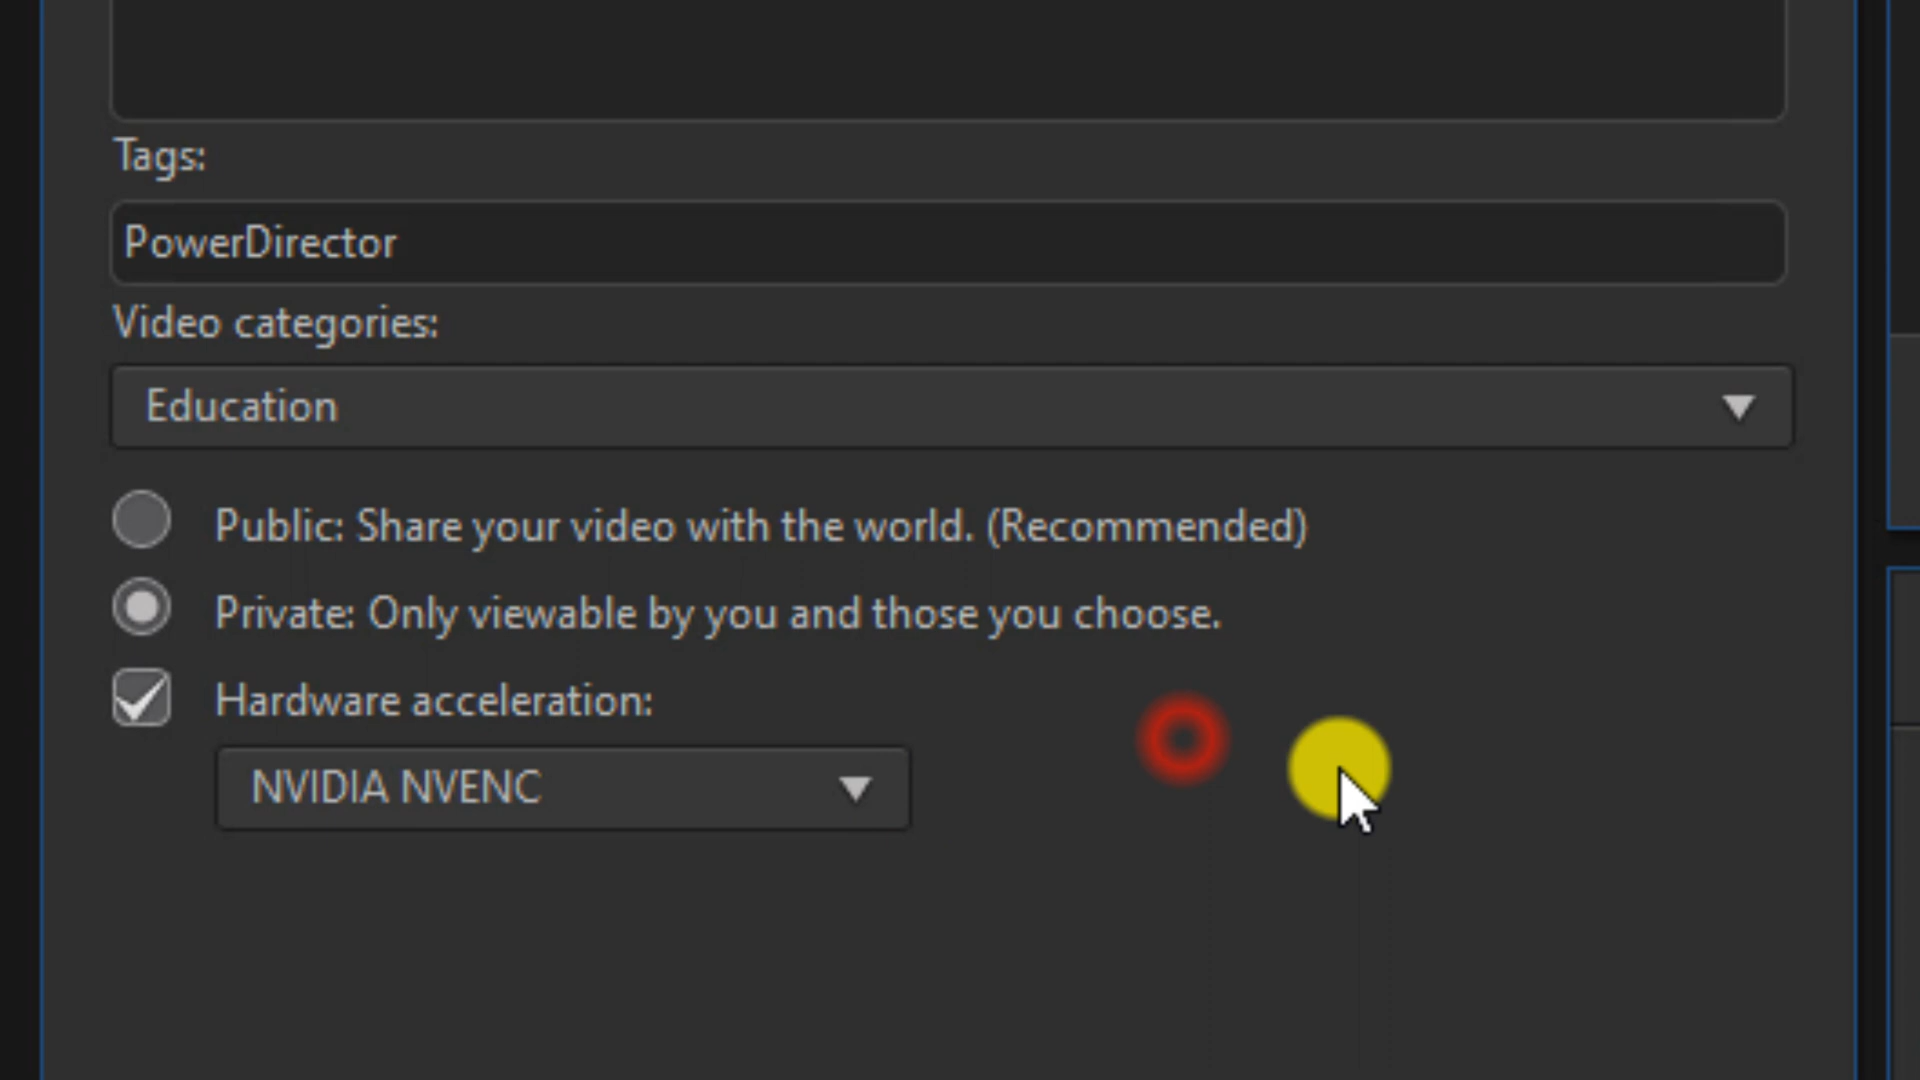 Tags:
PowerDirector
Video categories:
Education
Public: Share your video with the world. (Recommended)
Private: Only viewable by you and those you choose.
Hardware acceleration:
NVIDIA NVENC